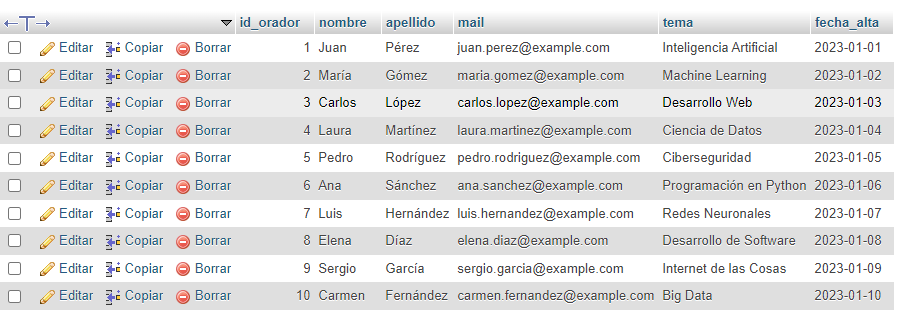 id_orador nombre apellido mail tema fecha_alta
Editar Copiar Borrar 1 Juan Pérez juan.perez@example.com Inteligencia Artificial 2023-01-01
Editar Copiar Borrar 2 María Gómez maria.gomez@example.com Machine Learning 2023-01-02
Editar Copiar Borrar 3 Carlos López carlos.lopez@example.com Desarrollo Web 2023-01-03
Editar Copiar Borrar 4 Laura Martínez laura.martinez@example.com Ciencia de Datos 2023-01-04
Editar Copiar Borrar 5 Pedro Rodríguez pedro.rodriguez@example.com Ciberseguridad 2023-01-05
Editar Copiar Borrar 6 Ana Sánchez ana.sanchez@example.com Programación en Python 2023-01-06
Editar Copiar Borrar 7 Luis Hernández luis.hernandez@example.com Redes Neuronales 2023-01-07
Editar Copiar Borrar 8 Elena Díaz elena.diaz@example.com Desarrollo de Software 2023-01-08
Editar Copiar Borrar 9 Sergio García sergio.garcia@example.com Internet de las Cosas 2023-01-09
Editar Copiar Borrar 10 Carmen Fernández carmen.fernandez@example.com Big Data 2023-01-10